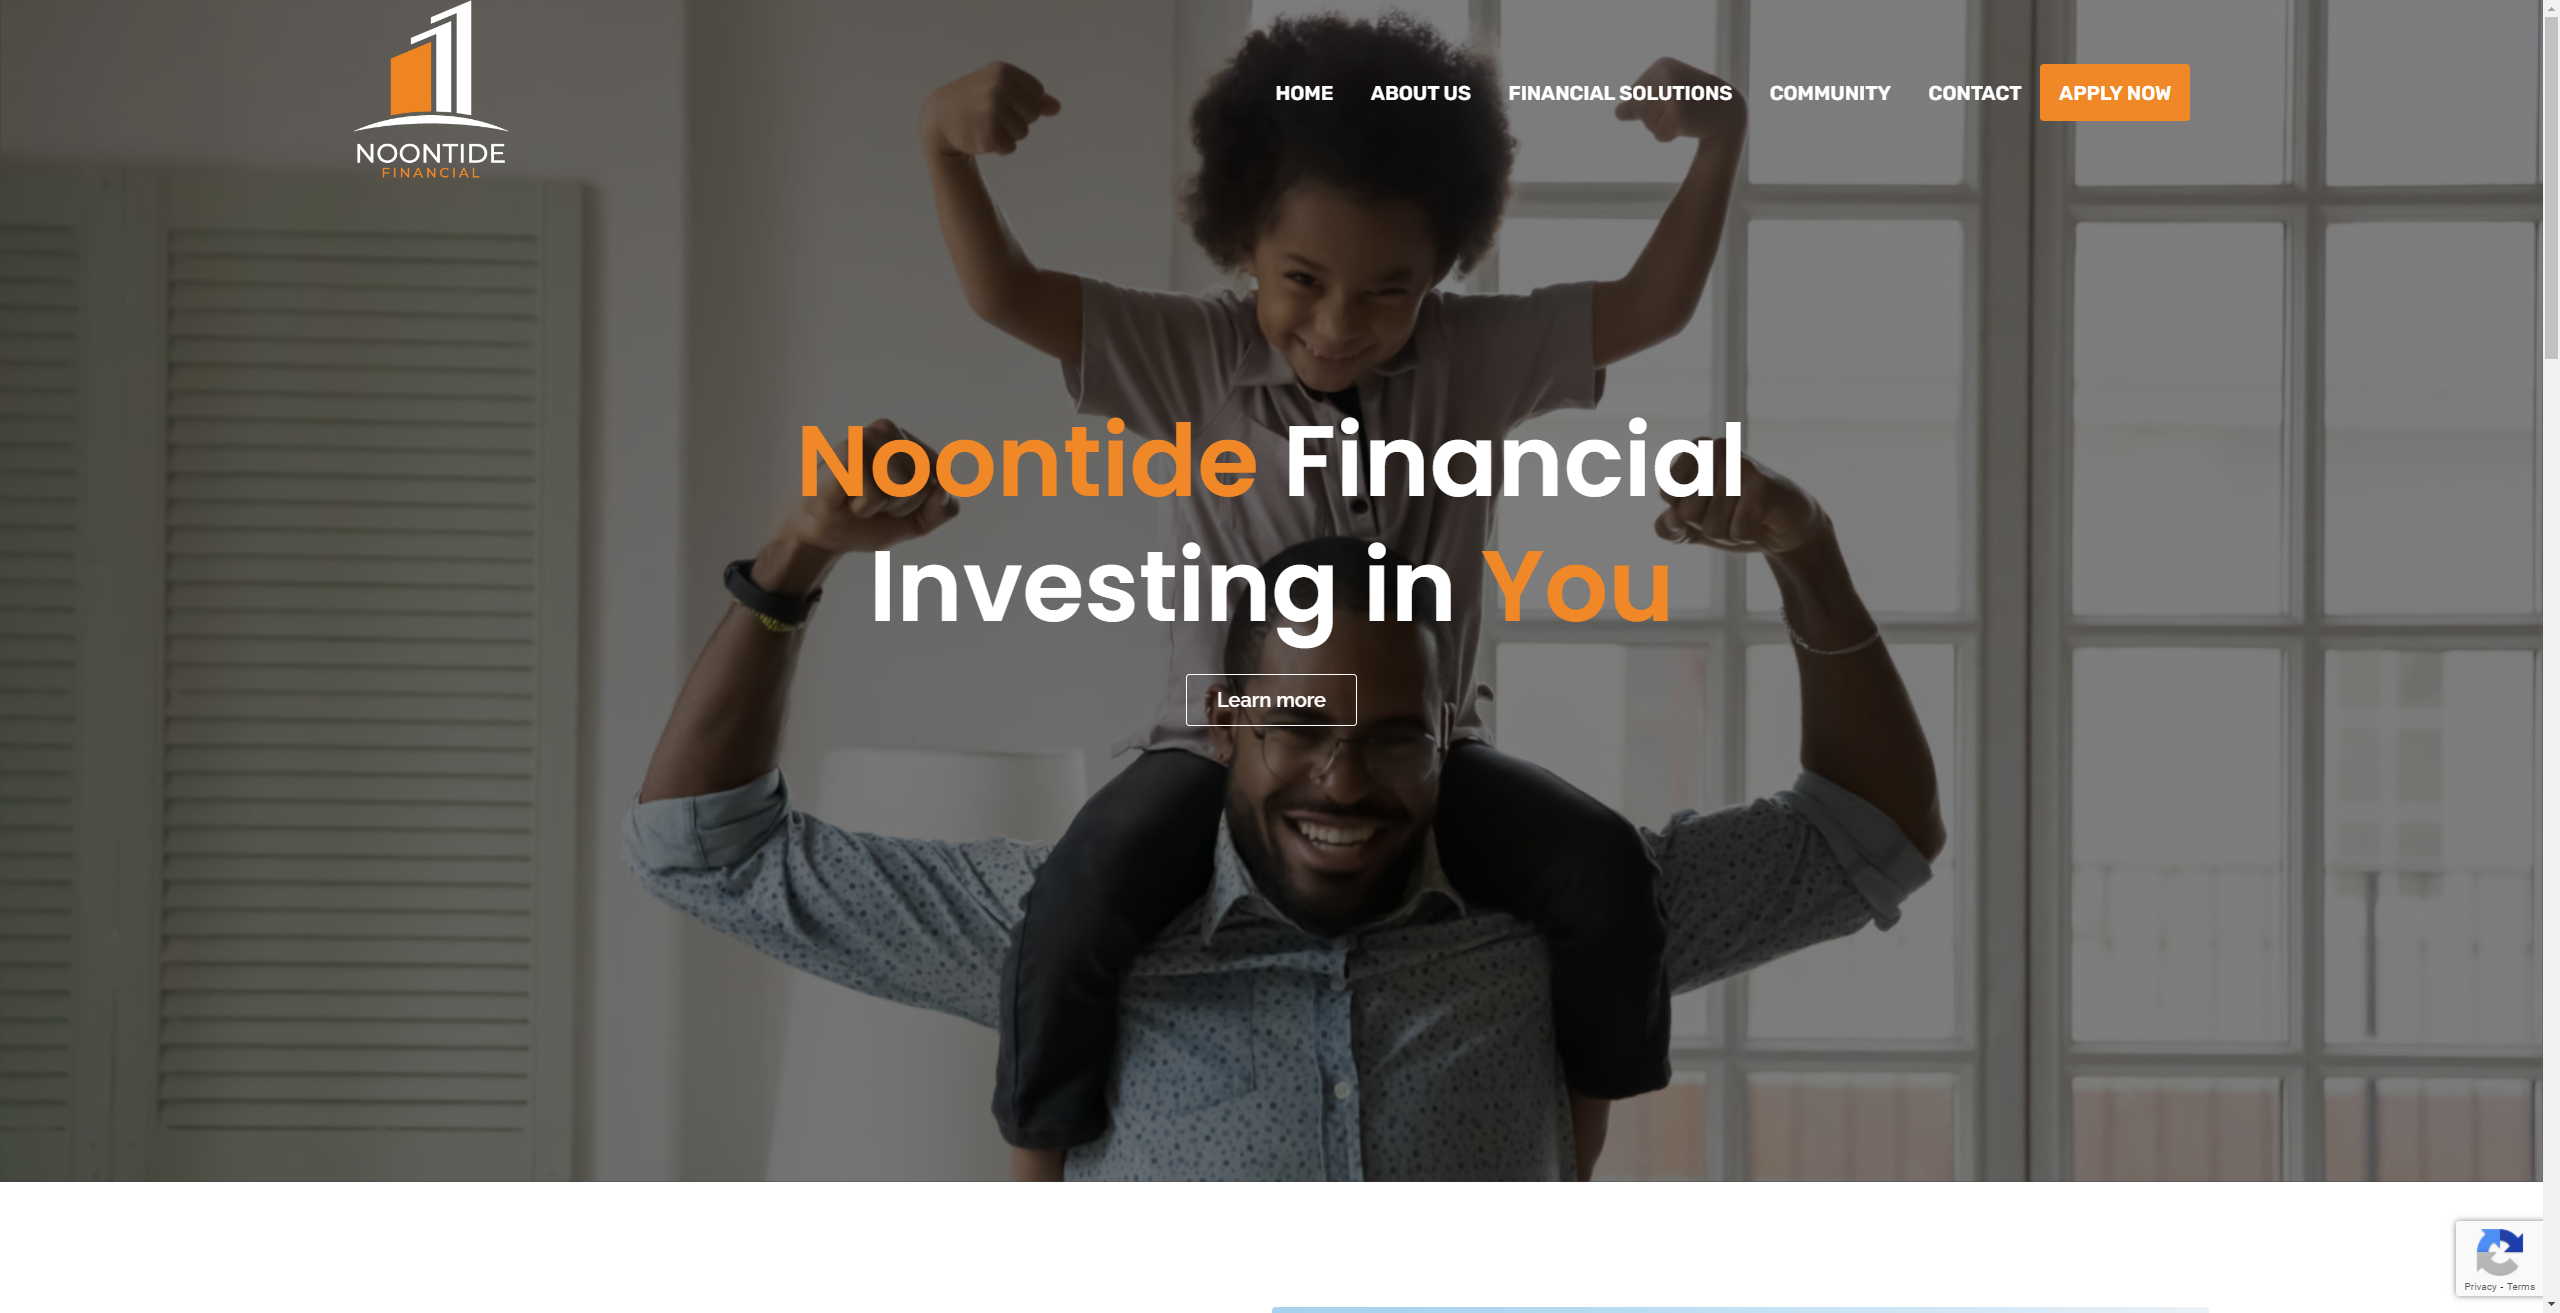 NOONTIDE
FINANCIAL
HOME ABOUT US FINANCIAL SOLUTIONS COMMUNITY CONTACT APPLY NOW
Noontide Financial
Investing in You
Learn more
Privacy - Terms